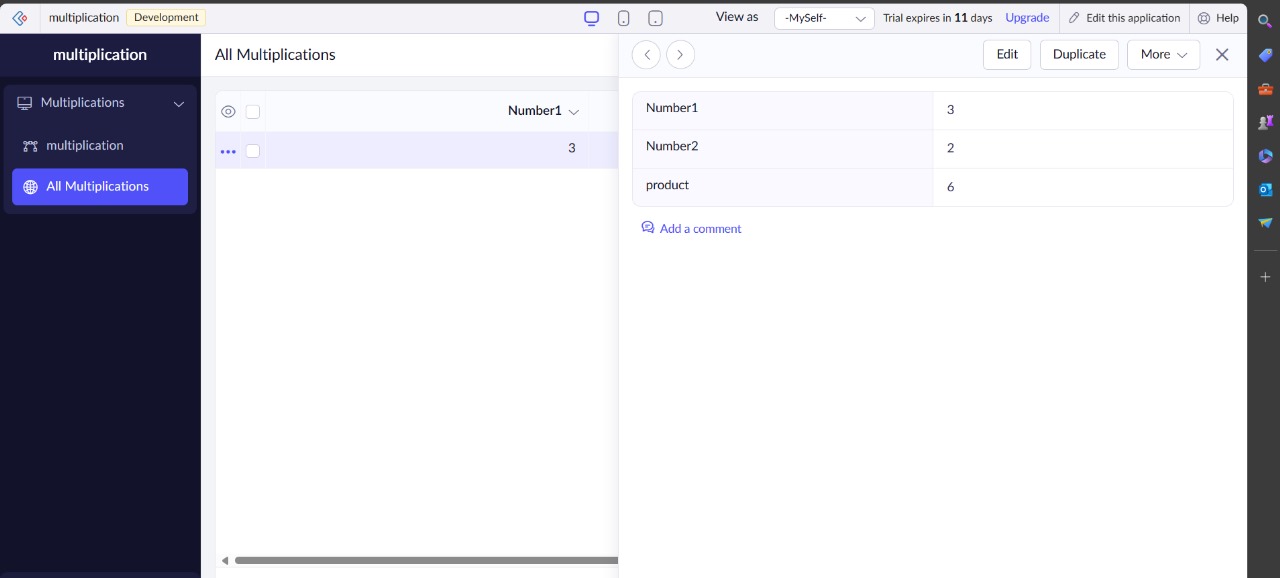 multiplication Development View as -MySelf- Trial expires in 11 days Upgrade Edit this application Help
multiplication
Multiplications
multiplication
All Multiplications
All Multiplications
Number1
3
Edit Duplicate More
Number1 3
Number2 2
product 6
Add a comment